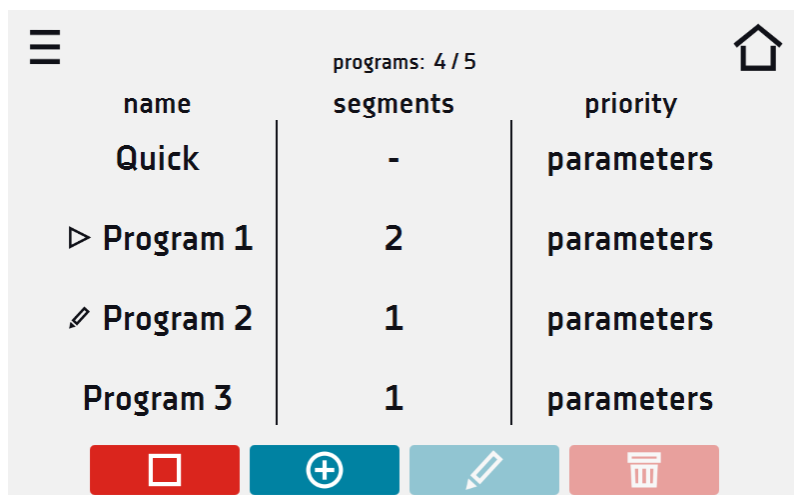 programs: 4 / 5
name segments priority
Quick - parameters
Program 1 2 parameters
Program 2 1 parameters
Program 3 1 parameters